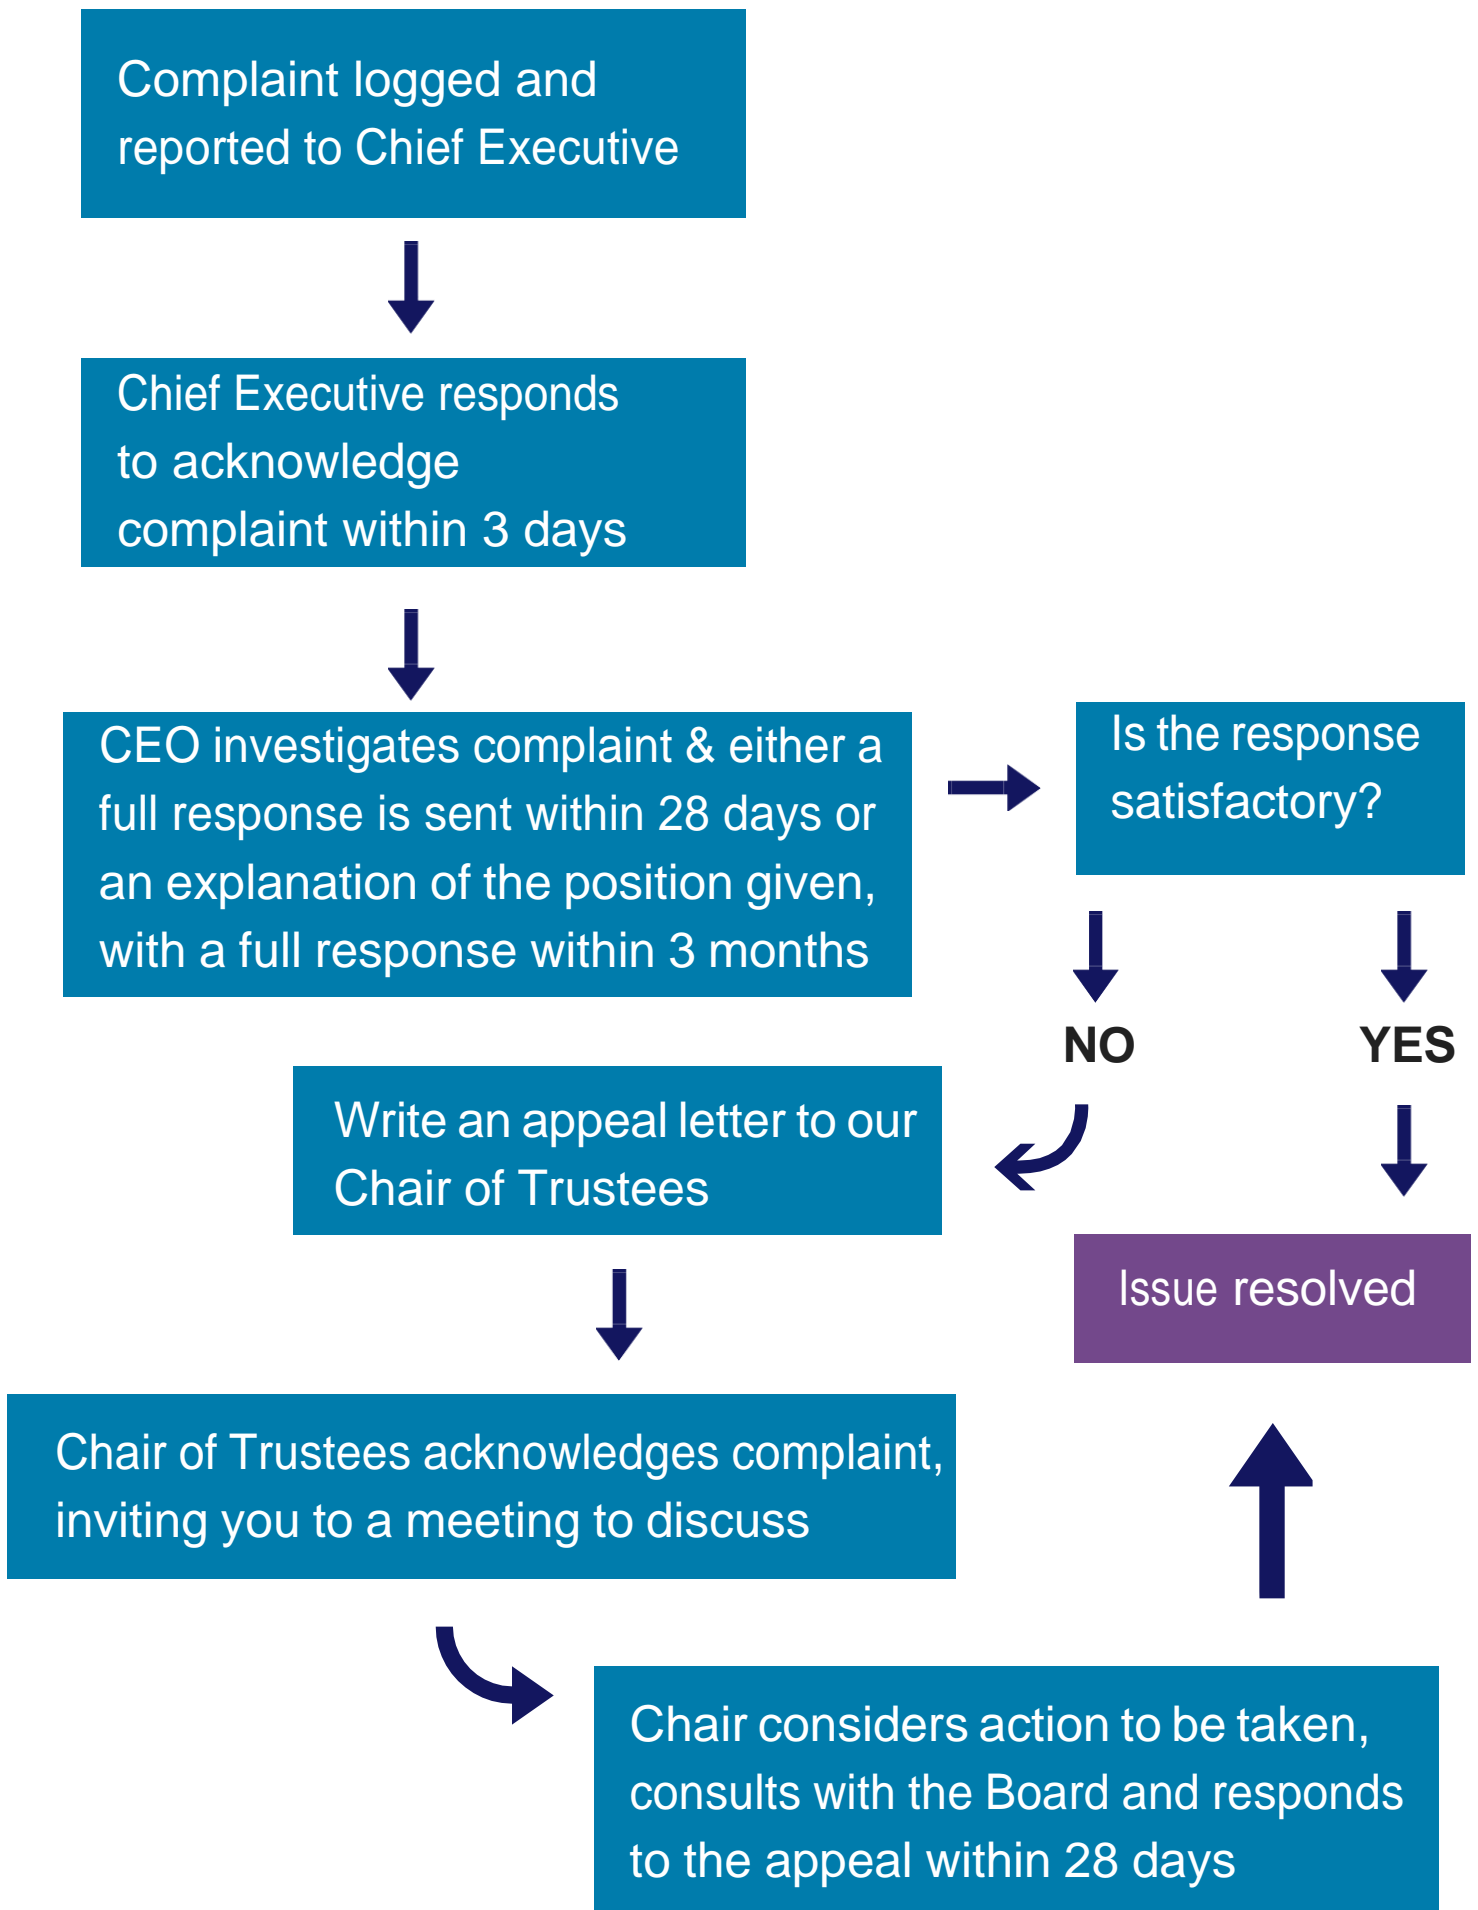 Complaint logged and
reported to Chief Executive
Chief Executive responds
to acknowledge
complaint within 3 days
CEO investigates complaint & either a
full response is sent within 28 days or
an explanation of the position given,
with a full response within 3 months
Is the response
satisfactory?
NO
YES
Write an appeal letter to our
Chair of Trustees
Issue resolved
Chair of Trustees acknowledges complaint,
inviting you to a meeting to discuss
Chair considers action to be taken,
consults with the Board and responds
to the appeal within 28 days